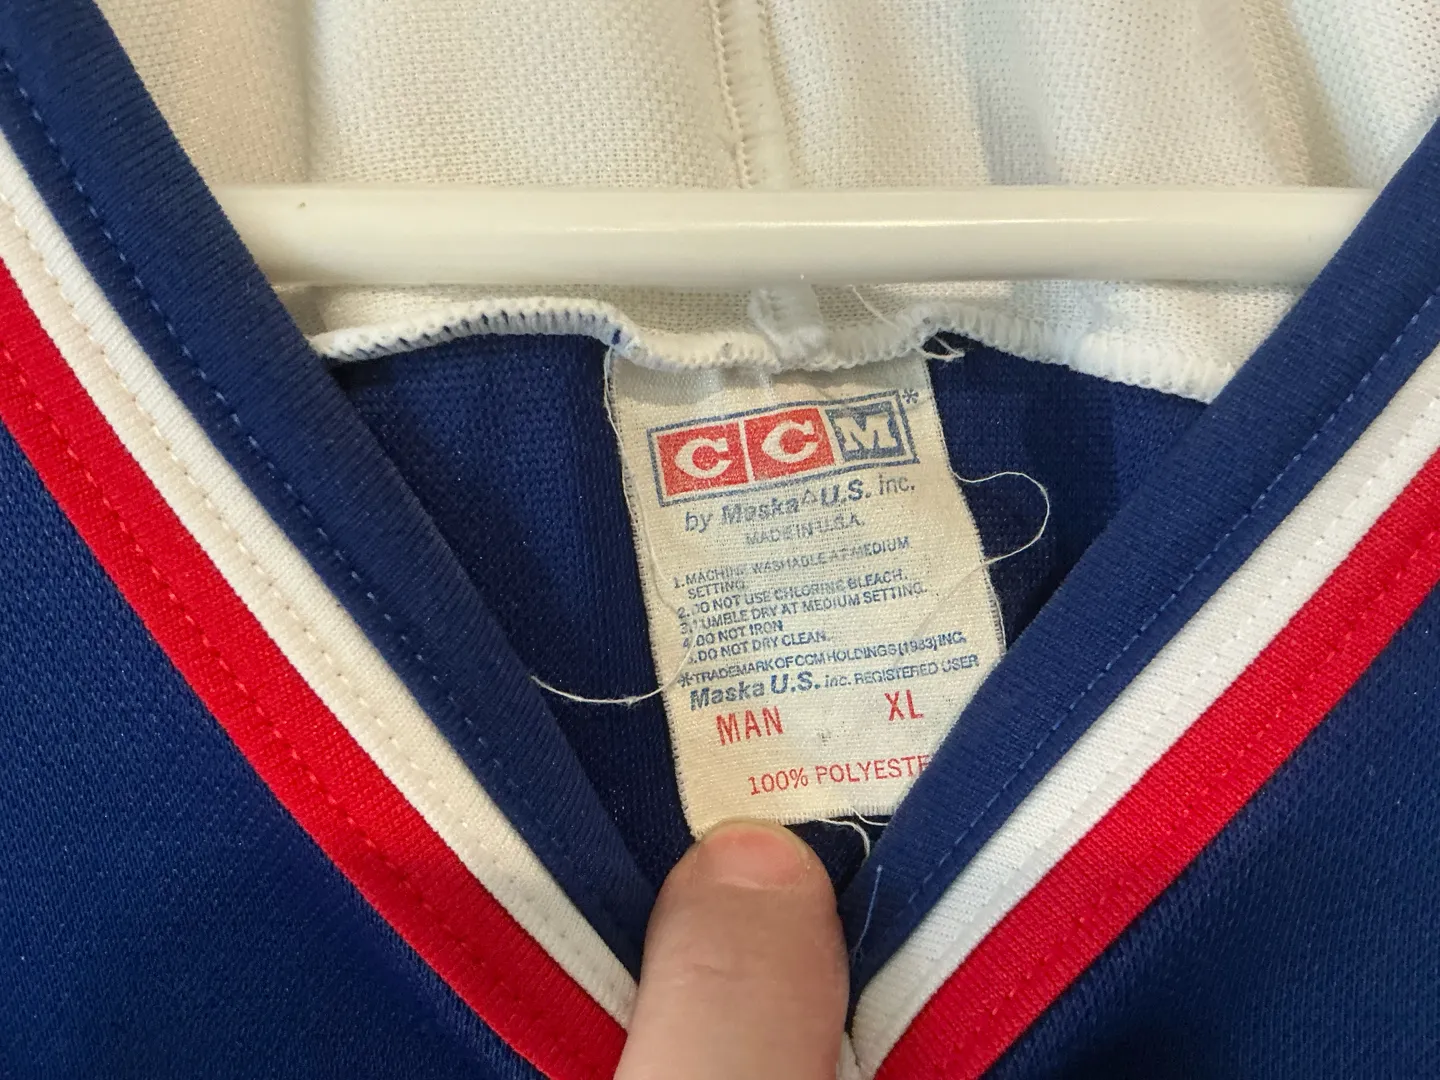 CCM*
by Maska△U.S. inc.
MADE IN U.S.A.
1. MACHINE WASHABLE AT MEDIUM
SETTING
2. DO NOT USE CHLORINE BLEACH.
3. TUMBLE DRY AT MEDIUM SETTING.
4. DO NOT IRON
5. DO NOT DRY CLEAN.
*TRADEMARK OF CCM HOLDINGS (1983) INC.
Maska U.S. inc. REGISTERED USER
MAN XL
100% POLYESTE